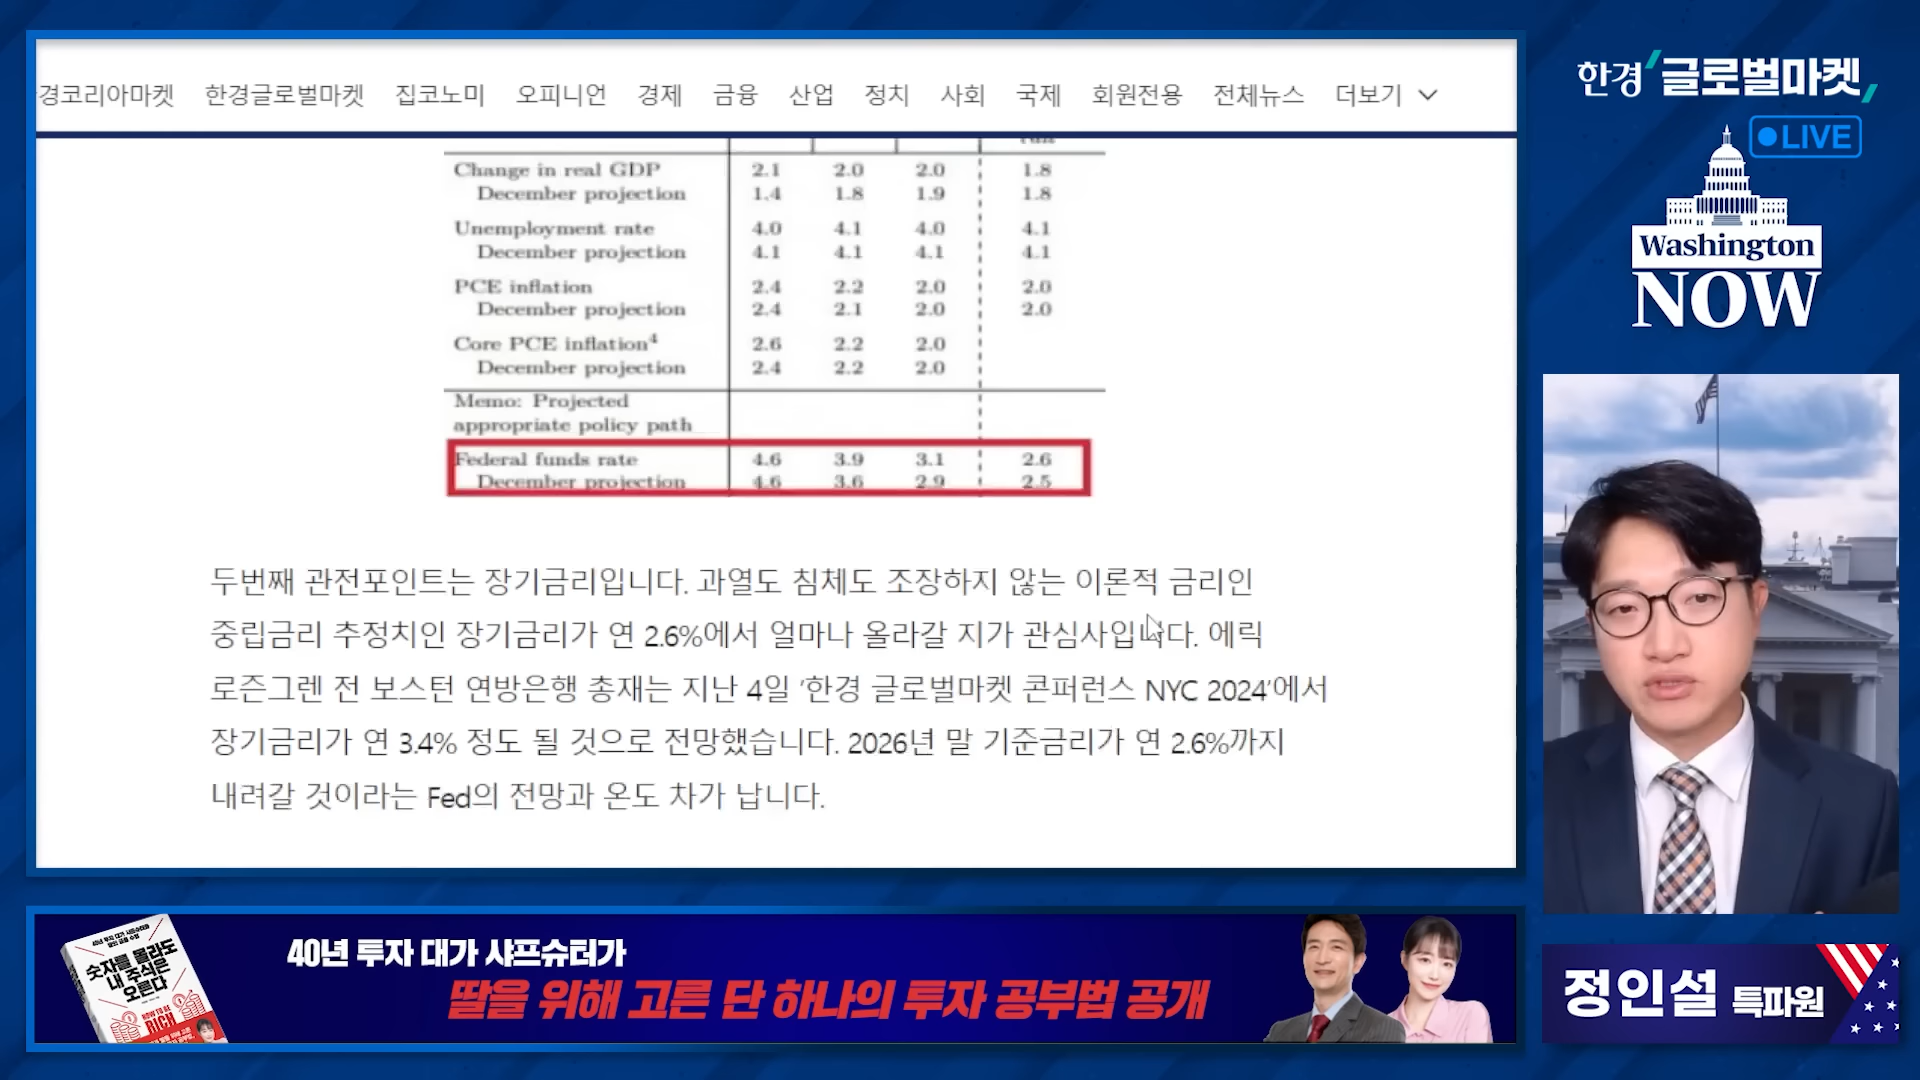 경코리아마켓 한경글로벌마켓 집코노미 오피니언 경제 금융 산업 정치 사회 국제 회원전용 전체뉴스 더보기
Change in real GDP 2.1 2.0 2.0 1.8
December projection 1.4 1.8 1.9 1.8
Unemployment rate 4.0 4.1 4.0 4.1
December projection 4.1 4.1 4.1 4.1
PCE inflation 2.4 2.2 2.0 2.0
December projection 2.4 2.1 2.0 2.0
Core PCE inflation4 2.6 2.2 2.0
December projection 2.4 2.2 2.0
Memo: Projected
appropriate policy path
Federal funds rate 4.6 3.9 3.1 2.6
December projection 4.6 3.6 2.9 2.5
두번째 관전포인트는 장기금리입니다. 과열도 침체도 조장하지 않는 이론적 금리인
중립금리 추정치인 장기금리가 연 2.6%에서 얼마나 올라갈 지가 관심사입니다. 에릭
로즌그렌 전 보스턴 연방은행 총재는 지난 4일 '한경 글로벌마켓 콘퍼런스 NYC 2024'에서
장기금리가 연 3.4% 정도 될 것으로 전망했습니다. 2026년 말 기준금리가 연 2.6%까지
내려갈 것이라는 Fed의 전망과 온도 차가 납니다.
한경 글로벌마켓
LIVE
Washington
NOW
숫자를 몰라도
내 주식은
오른다
RICH
40년 투자 대가 샤프슈터가
딸을 위해 고른 단 하나의 투자 공부법 공개
정인설 특파원